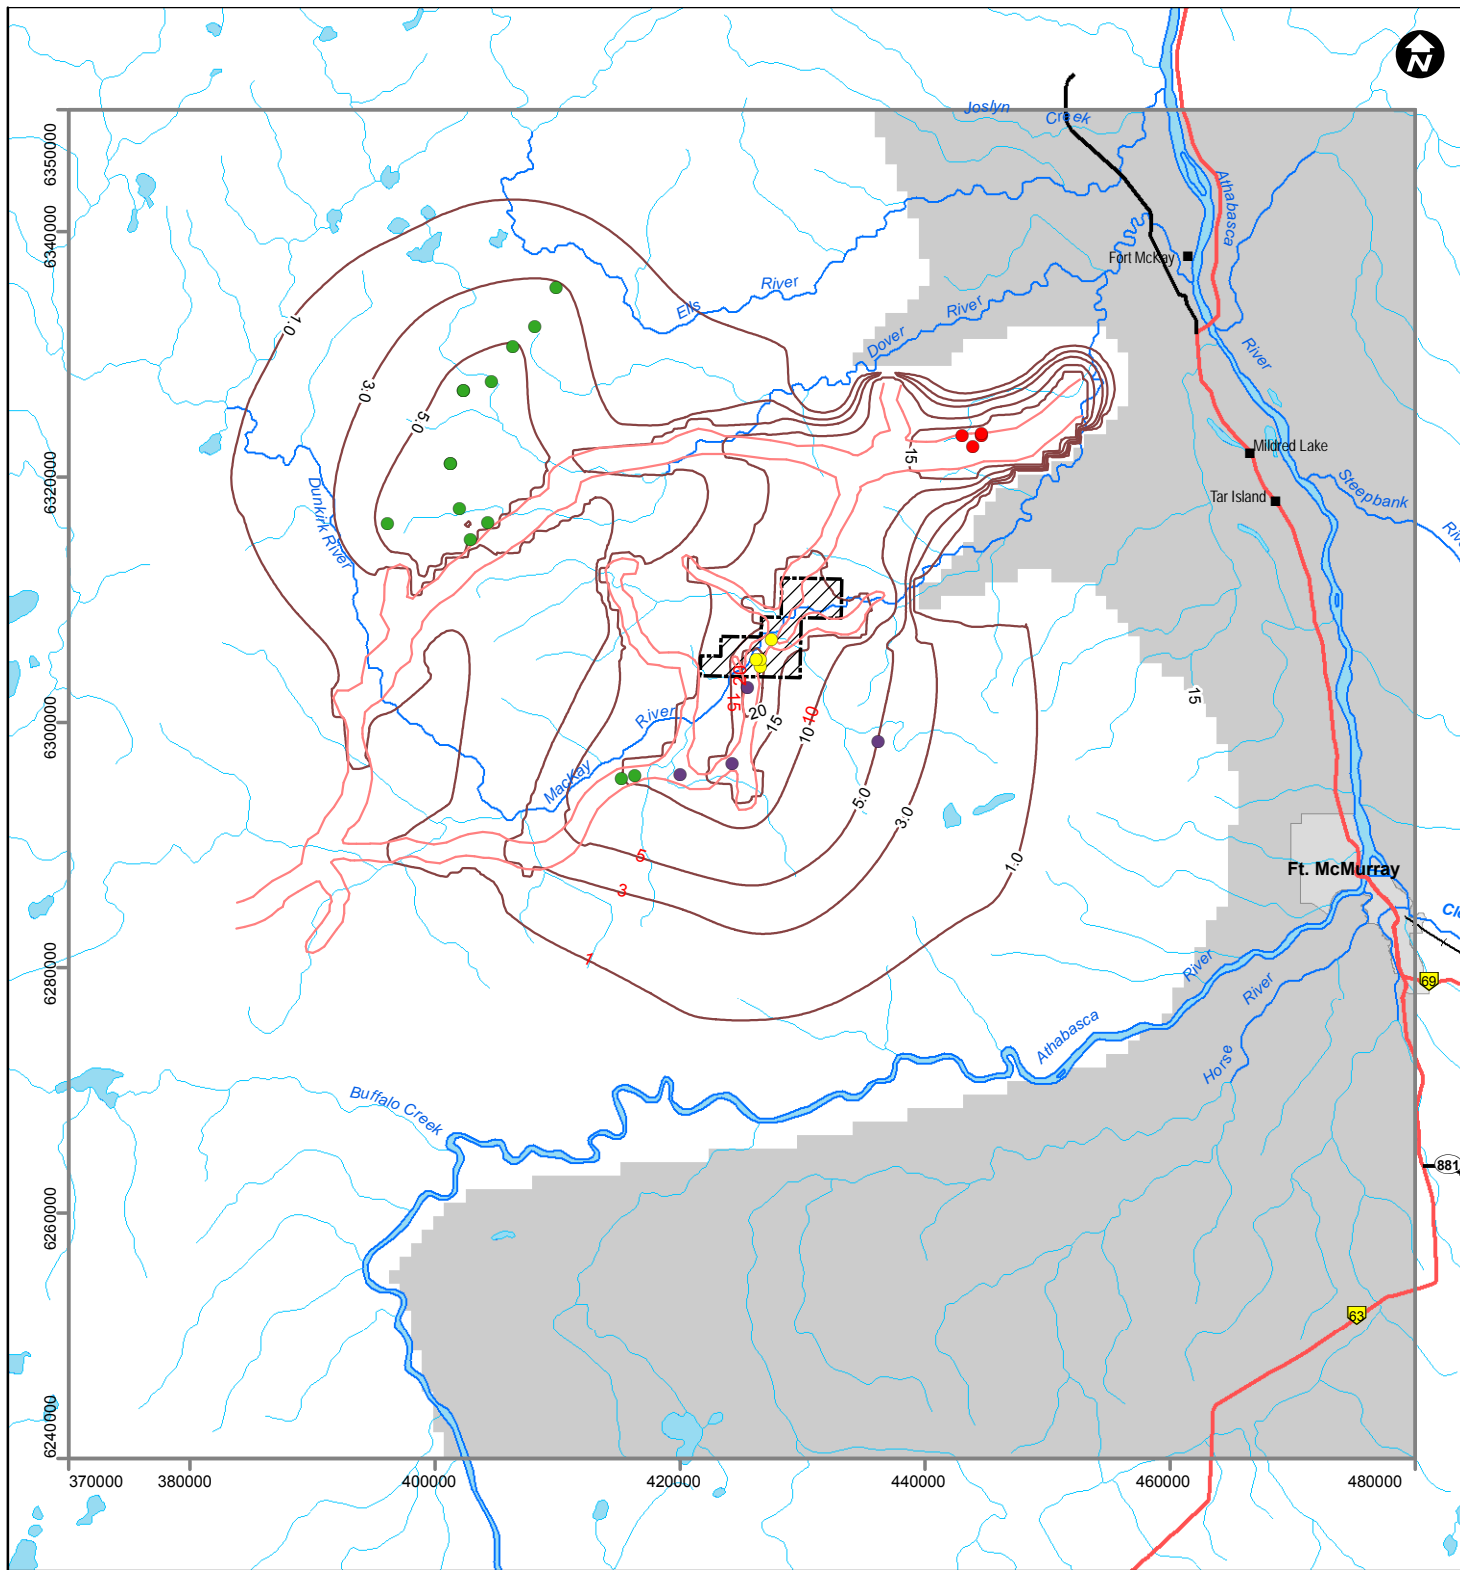 N
Joslyn
Creek
6350000
Athabasca
6340000
Fort McKay
River
Ells
1.0
River
Dover
River
3.0
5.0
15
Mildred Lake
Tar Island
Steepbank
6320000
Dunkirk River
20
15
20
15
10
10
15
River
6300000
MacKay
5.0
3.0
5
1.0
3
Ft. McMurray
1
River
River
6280000
69
Athabasca
Horse
Buffalo Creek
881
6260000
63
6240000
370000 380000 400000 420000 440000 460000 480000